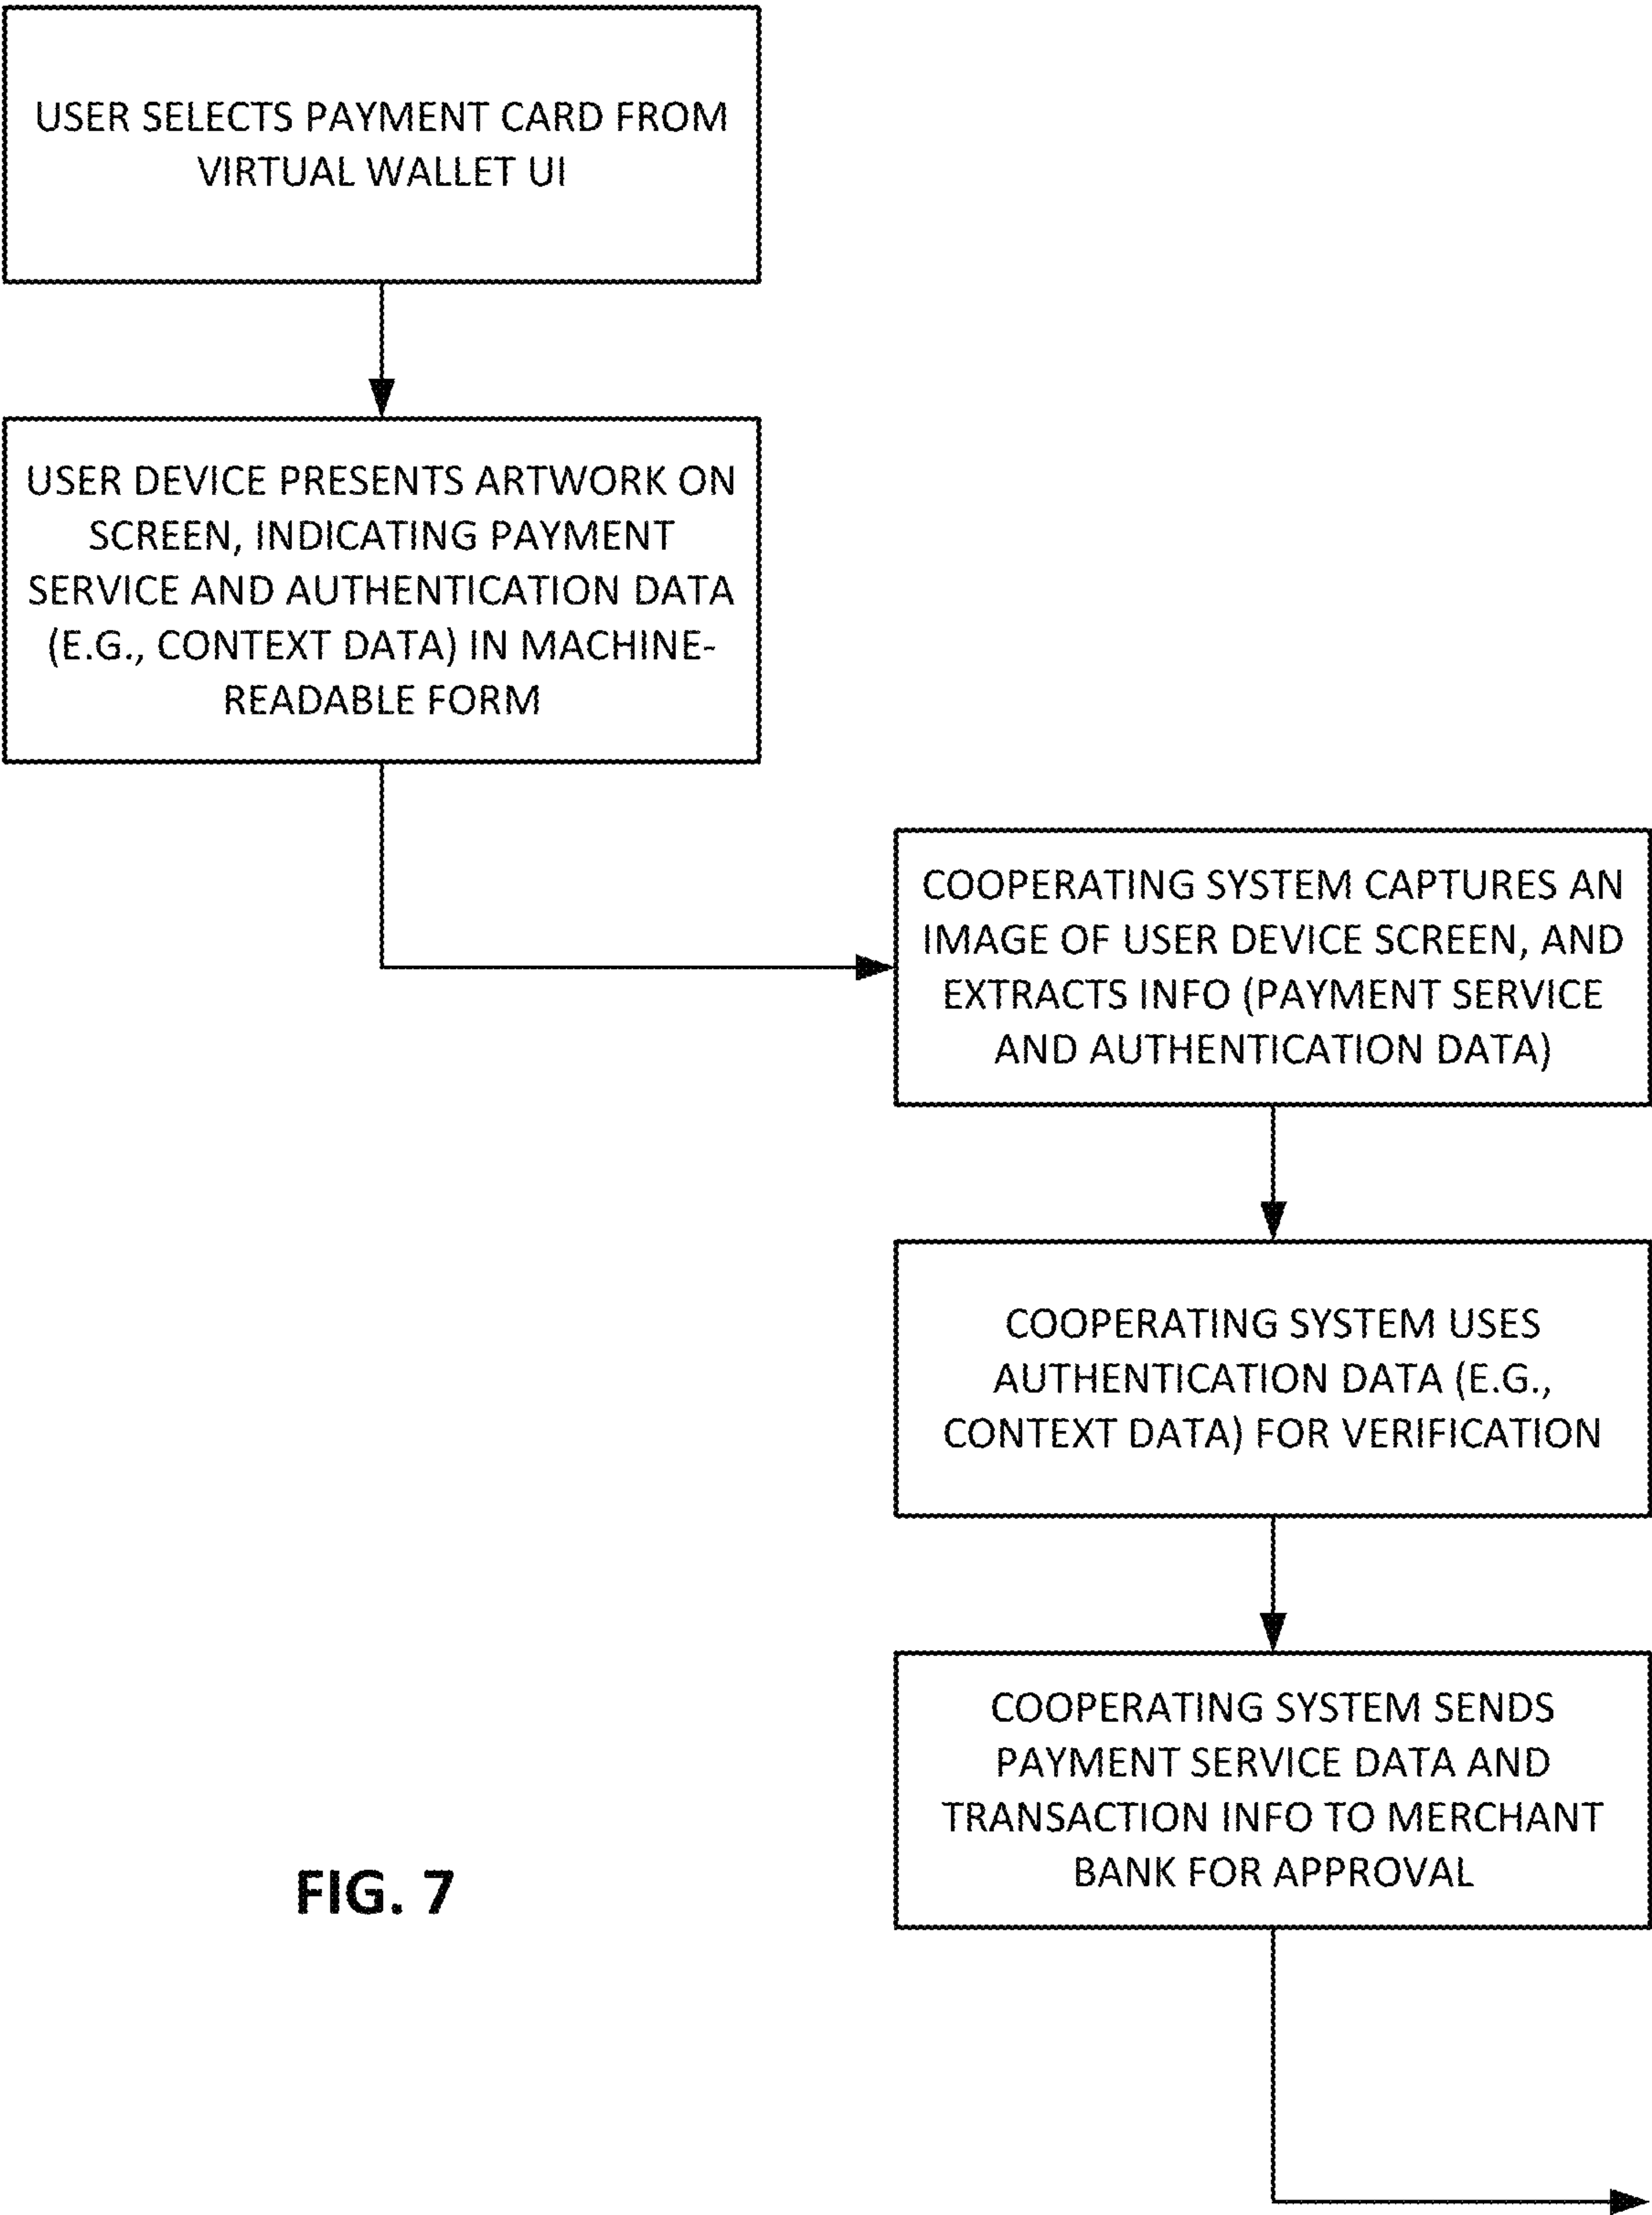 USER SELECTS PAYMENT CARD FROM
VIRTUAL WALLET UI
USER DEVICE PRESENTS ARTWORK ON
SCREEN, INDICATING PAYMENT
SERVICE AND AUTHENTICATION DATA
(E.G., CONTEXT DATA) IN MACHINE-
READABLE FORM
COOPERATING SYSTEM CAPTURES AN
IMAGE OF USER DEVICE SCREEN, AND
EXTRACTS INFO (PAYMENT SERVICE
AND AUTHENTICATION DATA)
COOPERATING SYSTEM USES
AUTHENTICATION DATA (E.G.,
CONTEXT DATA) FOR VERIFICATION
COOPERATING SYSTEM SENDS
PAYMENT SERVICE DATA AND
TRANSACTION INFO TO MERCHANT
BANK FOR APPROVAL
FIG. 7